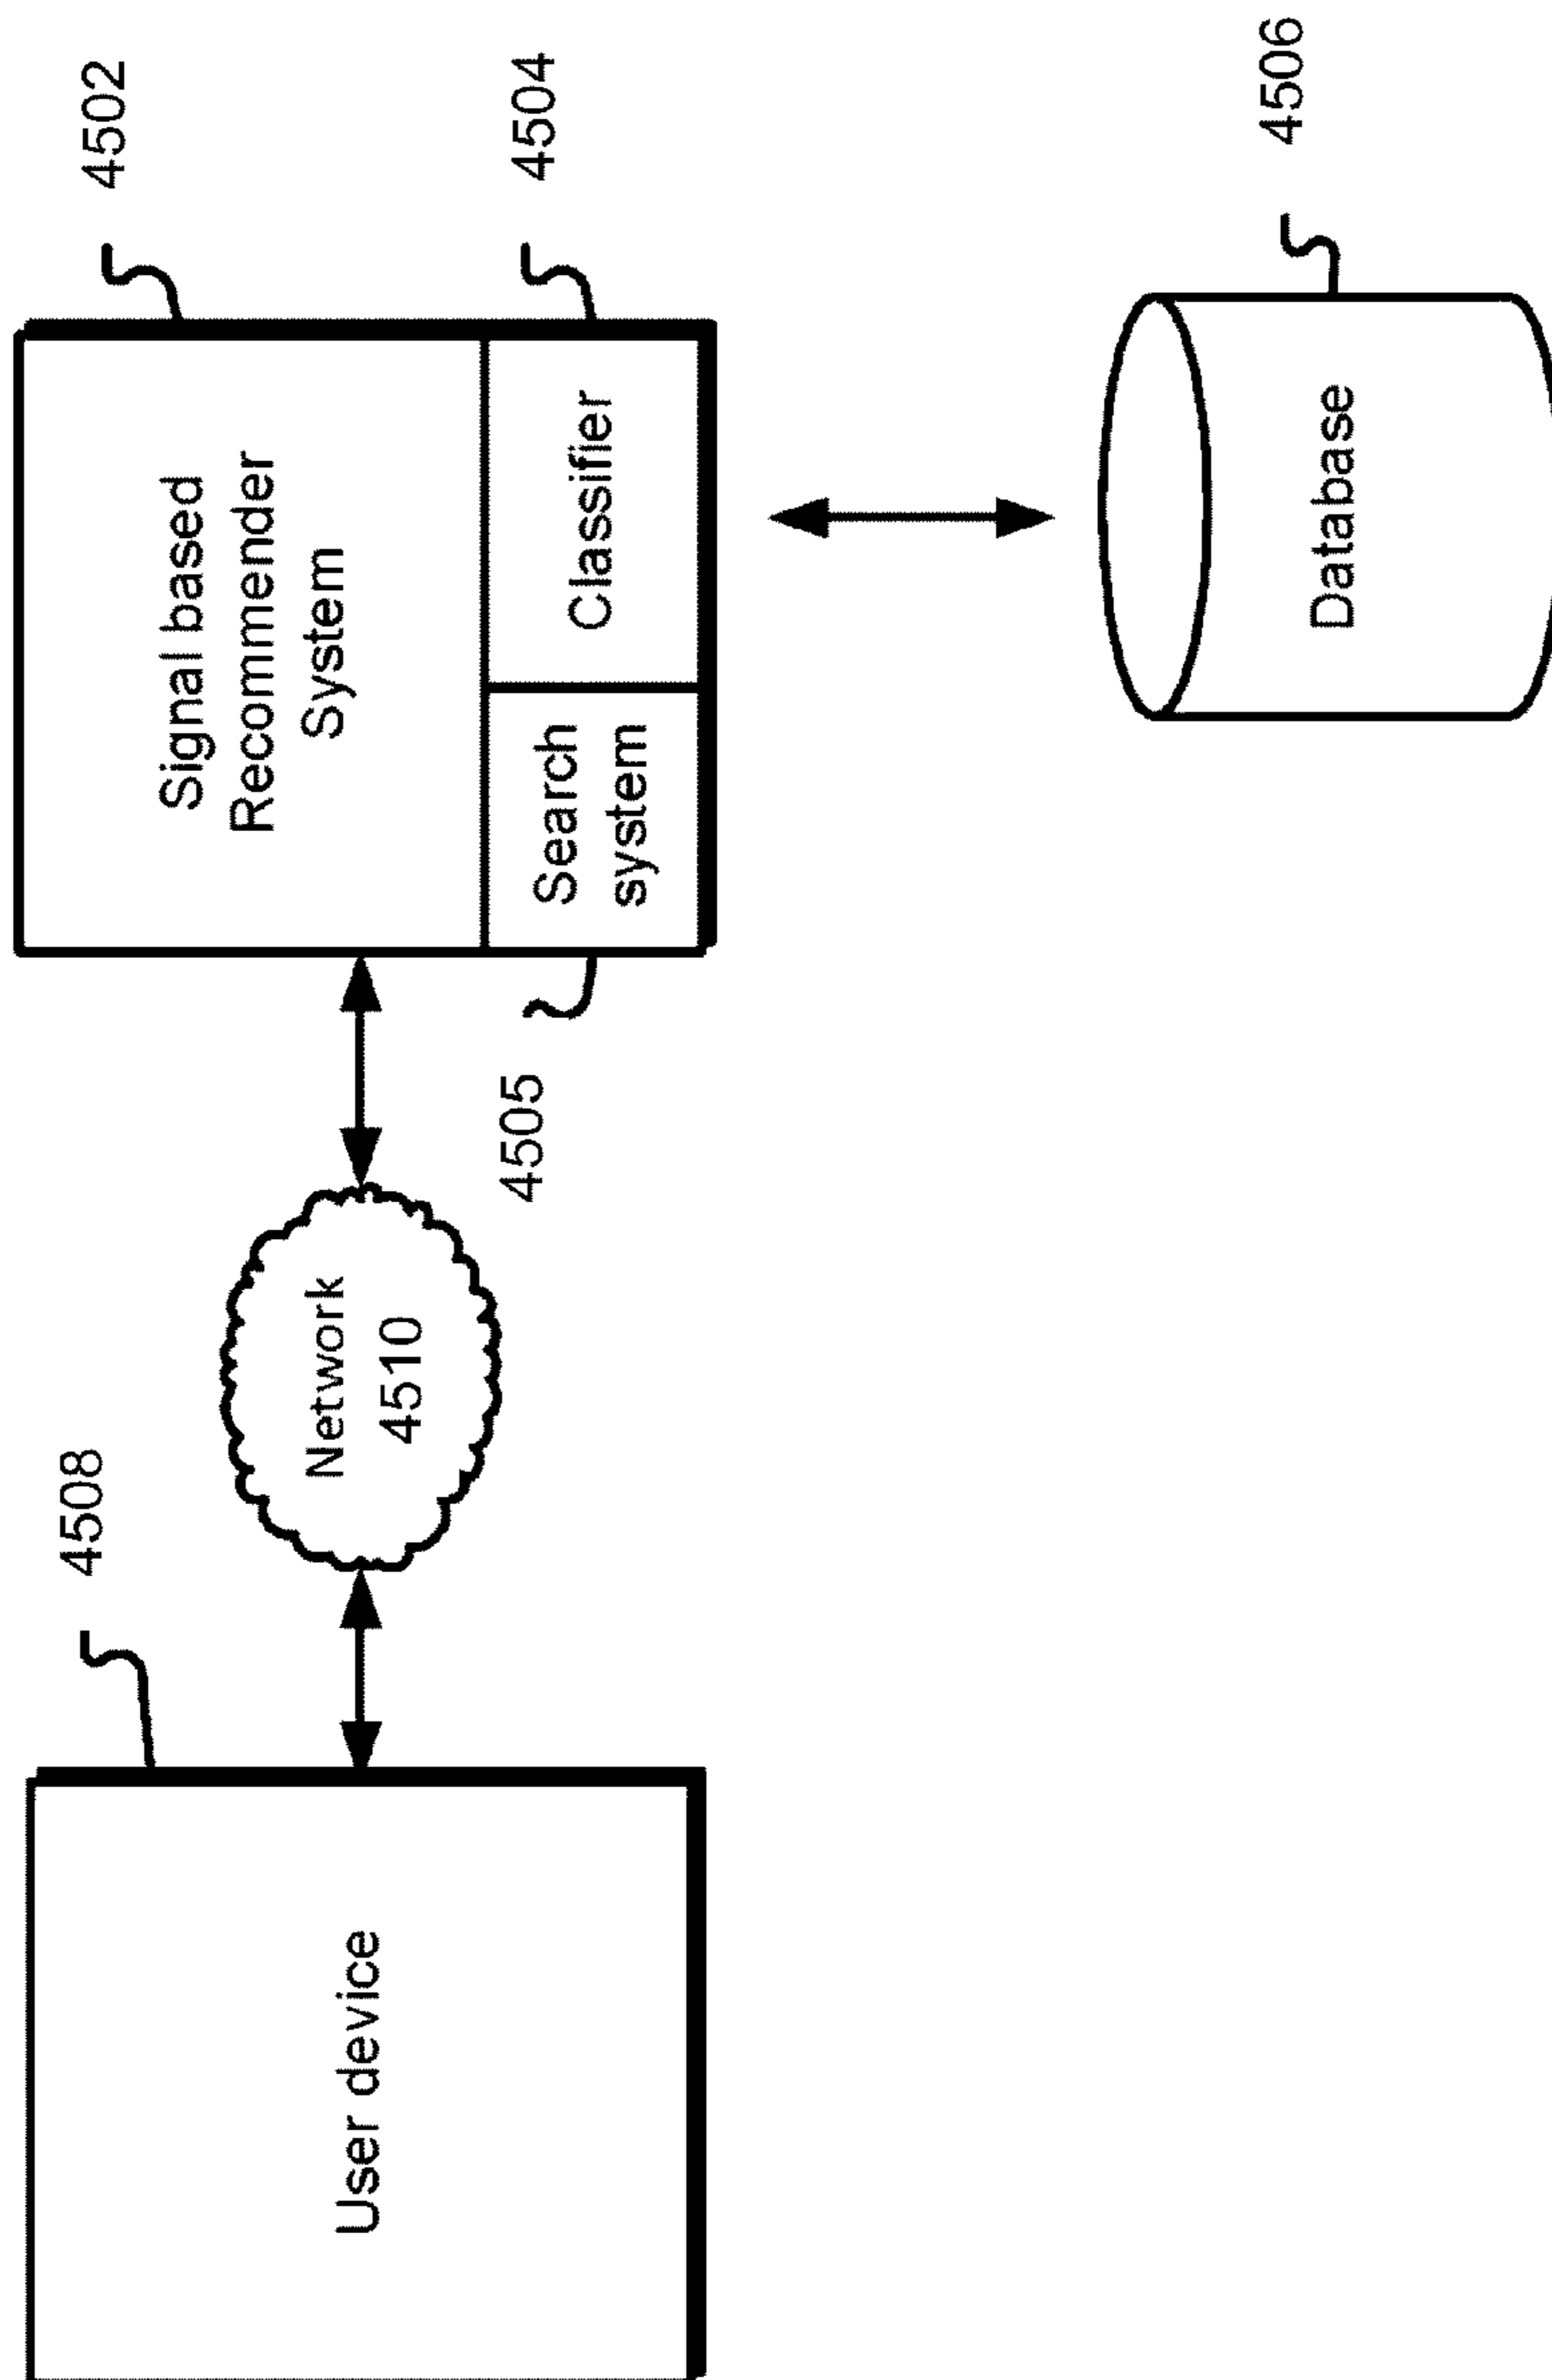 4508
User device
Network
4510
4502
Signal based
Recommender
System
4505
Search
system
Classifier
4504
Database
4506